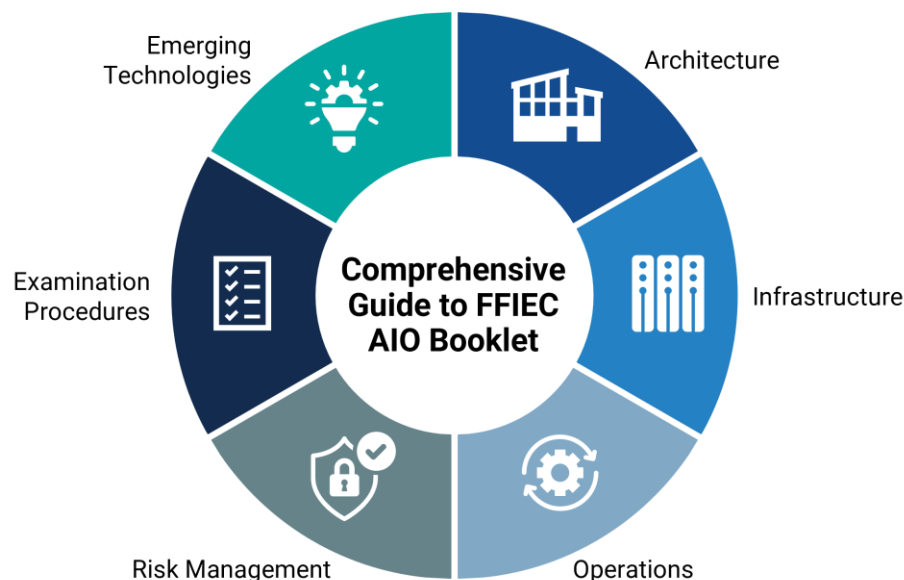 Emerging
Technologies
Architecture
Examination
Procedures
Comprehensive
Guide to FFIEC
AIO Booklet
Infrastructure
Risk Management
Operations